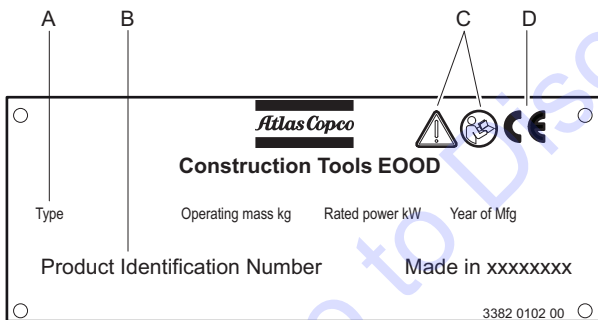 A B C D
Atlas Copco CE
Construction Tools EOOD
Type Operating mass kg Rated power kW Year of Mfg
Product Identification Number Made in xxxxxxxx
3382 0102 00